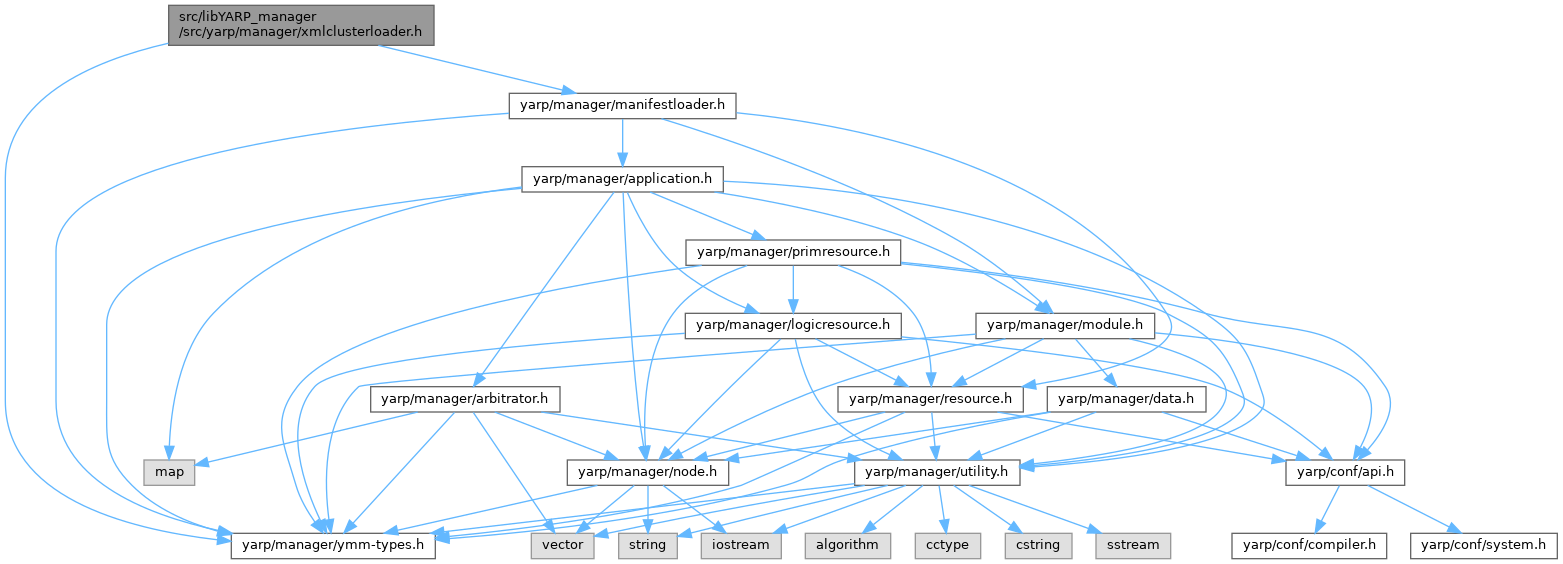 src/libYARP_manager
/src/yarp/manager/xmlclusterloader.h
yarp/manager/manifestloader.h
yarp/manager/application.h
yarp/manager/primresource.h
yarp/manager/logicresource.h
yarp/manager/module.h
yarp/manager/arbitrator.h
yarp/manager/resource.h
yarp/manager/data.h
map
yarp/manager/node.h
yarp/manager/utility.h
yarp/conf/api.h
yarp/manager/ymm-types.h
vector
string
iostream
algorithm
cctype
cstring
sstream
yarp/conf/compiler.h
yarp/conf/system.h